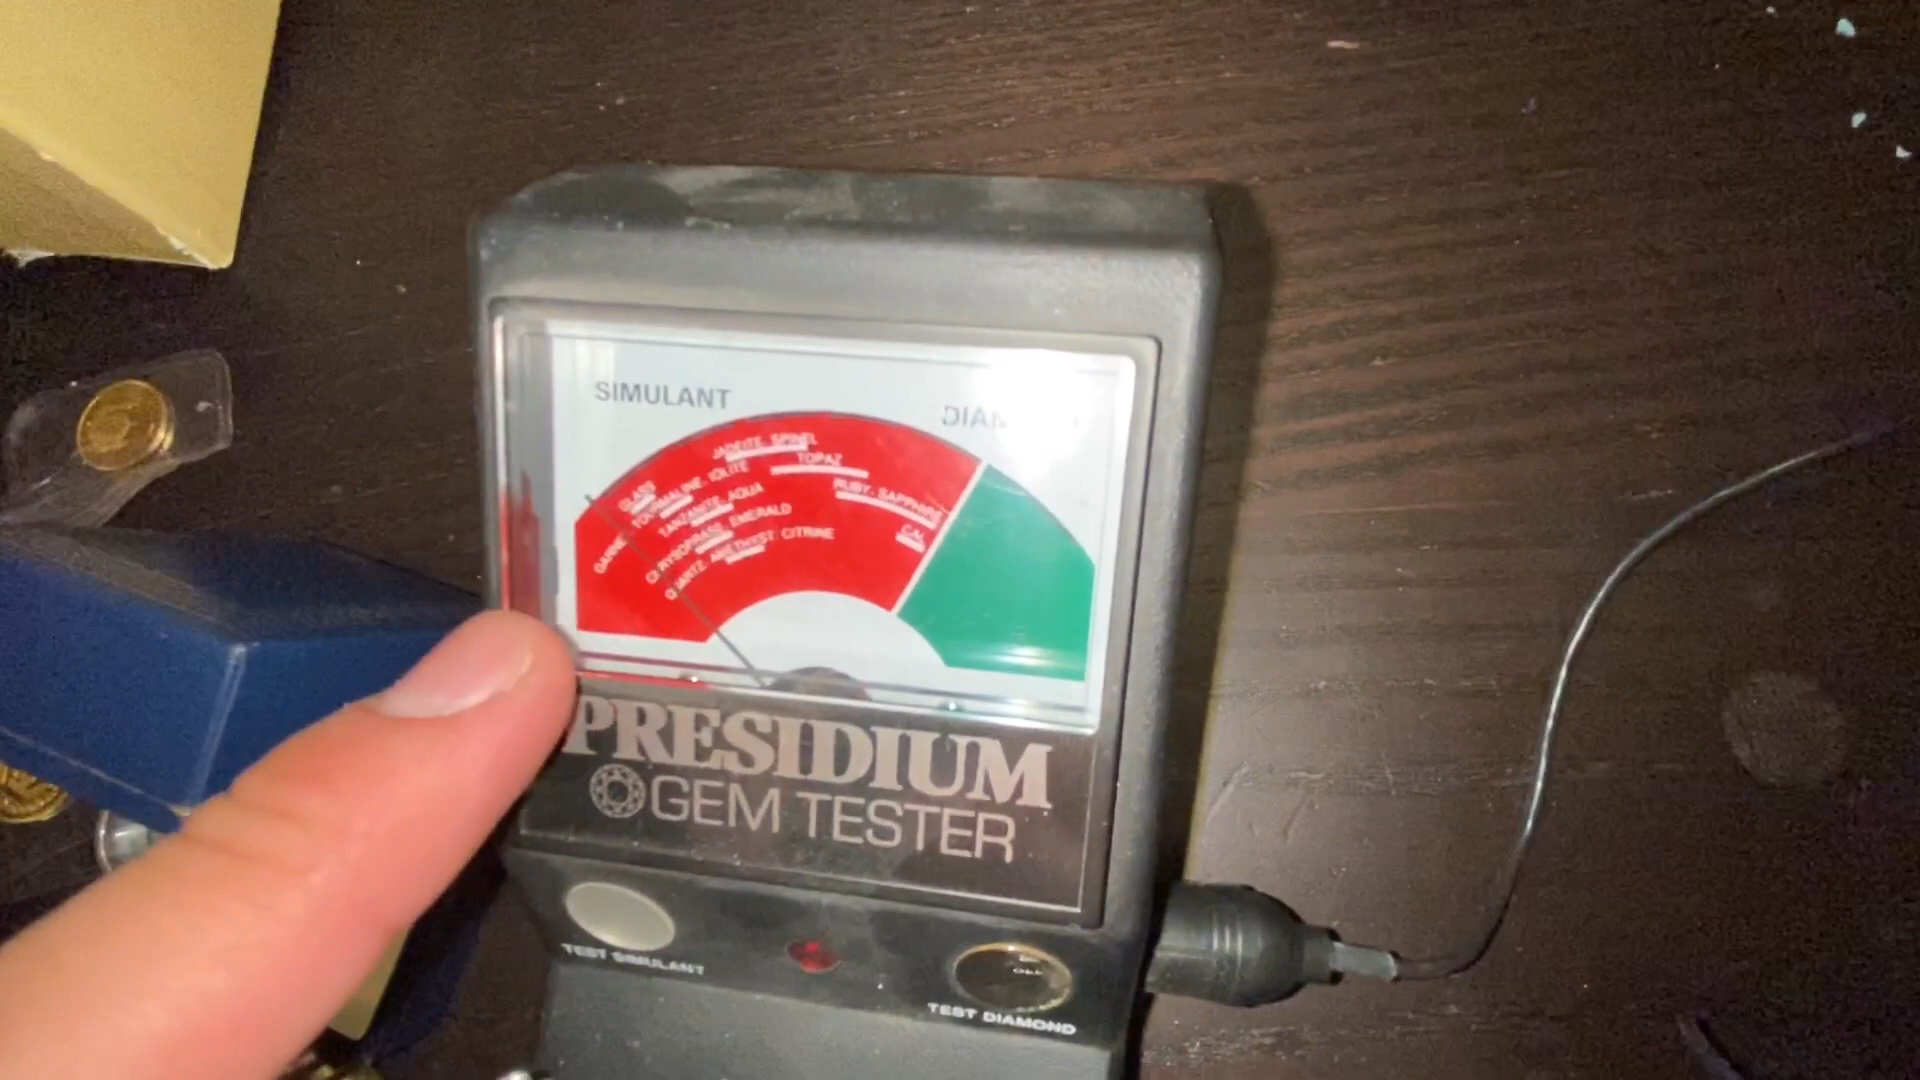 SIMULANT
JADEITE. SPINEL
TOPAZ
GLASS
TOURMALINE. IOLITE
RUBY. SAPPHIRE
TANZANITE. AQUA
GARNET
CHRYSOPRASE. EMERALD
CAL
QUARTZ. AMETHYST CITRINE
PRESIDIUM
GEM TESTER
TEST SIMULANT
TEST DIAMOND